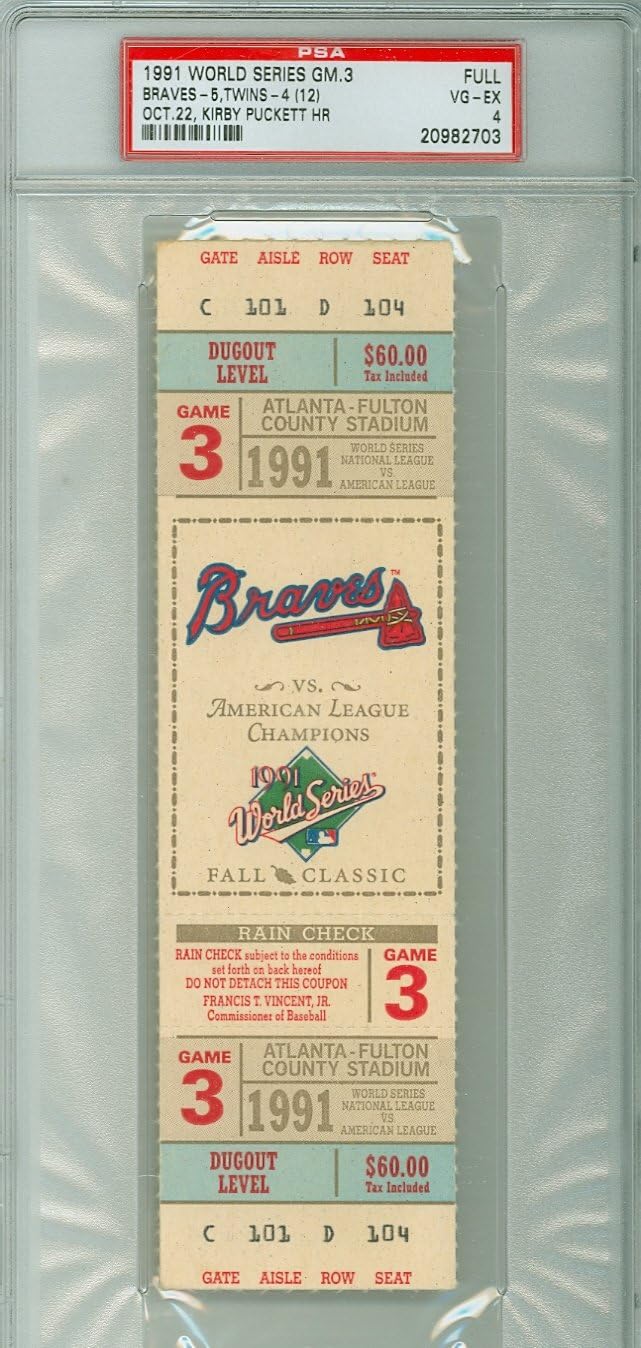 PSA
1991 WORLD SERIES GM.3 FULL
BRAVES-5,TWINS-4 (12) VG-EX
OCT.22, KIRBY PUCKETT HR 4
20982703
GATE AISLE ROW SEAT
C 101 D 104
DUGOUT LEVEL $60.00
Tax Included
GAME 3
ATLANTA-FULTON
COUNTY STADIUM
1991
WORLD SERIES
NATIONAL LEAGUE
VS.
AMERICAN LEAGUE
Braves™
VS.
AMERICAN LEAGUE
CHAMPIONS
1991
World Series
FALL CLASSIC
RAIN CHECK
RAIN CHECK subject to the conditions
set forth on back hereof
DO NOT DETACH THIS COUPON
FRANCIS T. VINCENT, JR.
Commissioner of Baseball
GAME
3
GAME
3
ATLANTA-FULTON
COUNTY STADIUM
1991
WORLD SERIES
NATIONAL LEAGUE
VS.
AMERICAN LEAGUE
DUGOUT LEVEL $60.00
Tax Included
C 101 D 104
GATE AISLE ROW SEAT